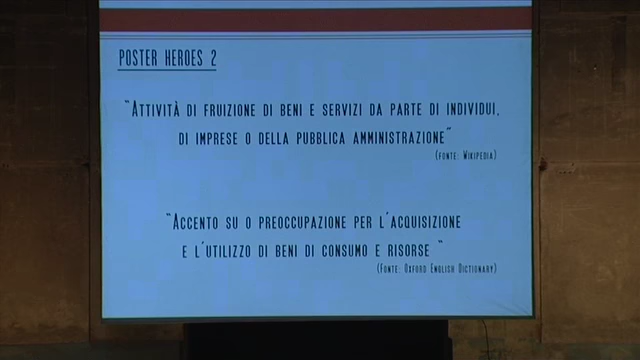 POSTER HEROES 2
"ATTIVITÀ DI FRUIZIONE DI BENI E SERVIZI DA PARTE DI INDIVIDUI,
DI IMPRESE O DELLA PUBBLICA AMMINISTRAZIONE"
(FONTE: WIKIPEDIA)
"ACCENTO SU O PREOCCUPAZIONE PER L'ACQUISIZIONE
E L'UTILIZZO DI BENI DI CONSUMO E RISORSE "
(FONTE: OXFORD ENGLISH DICTIONARY)